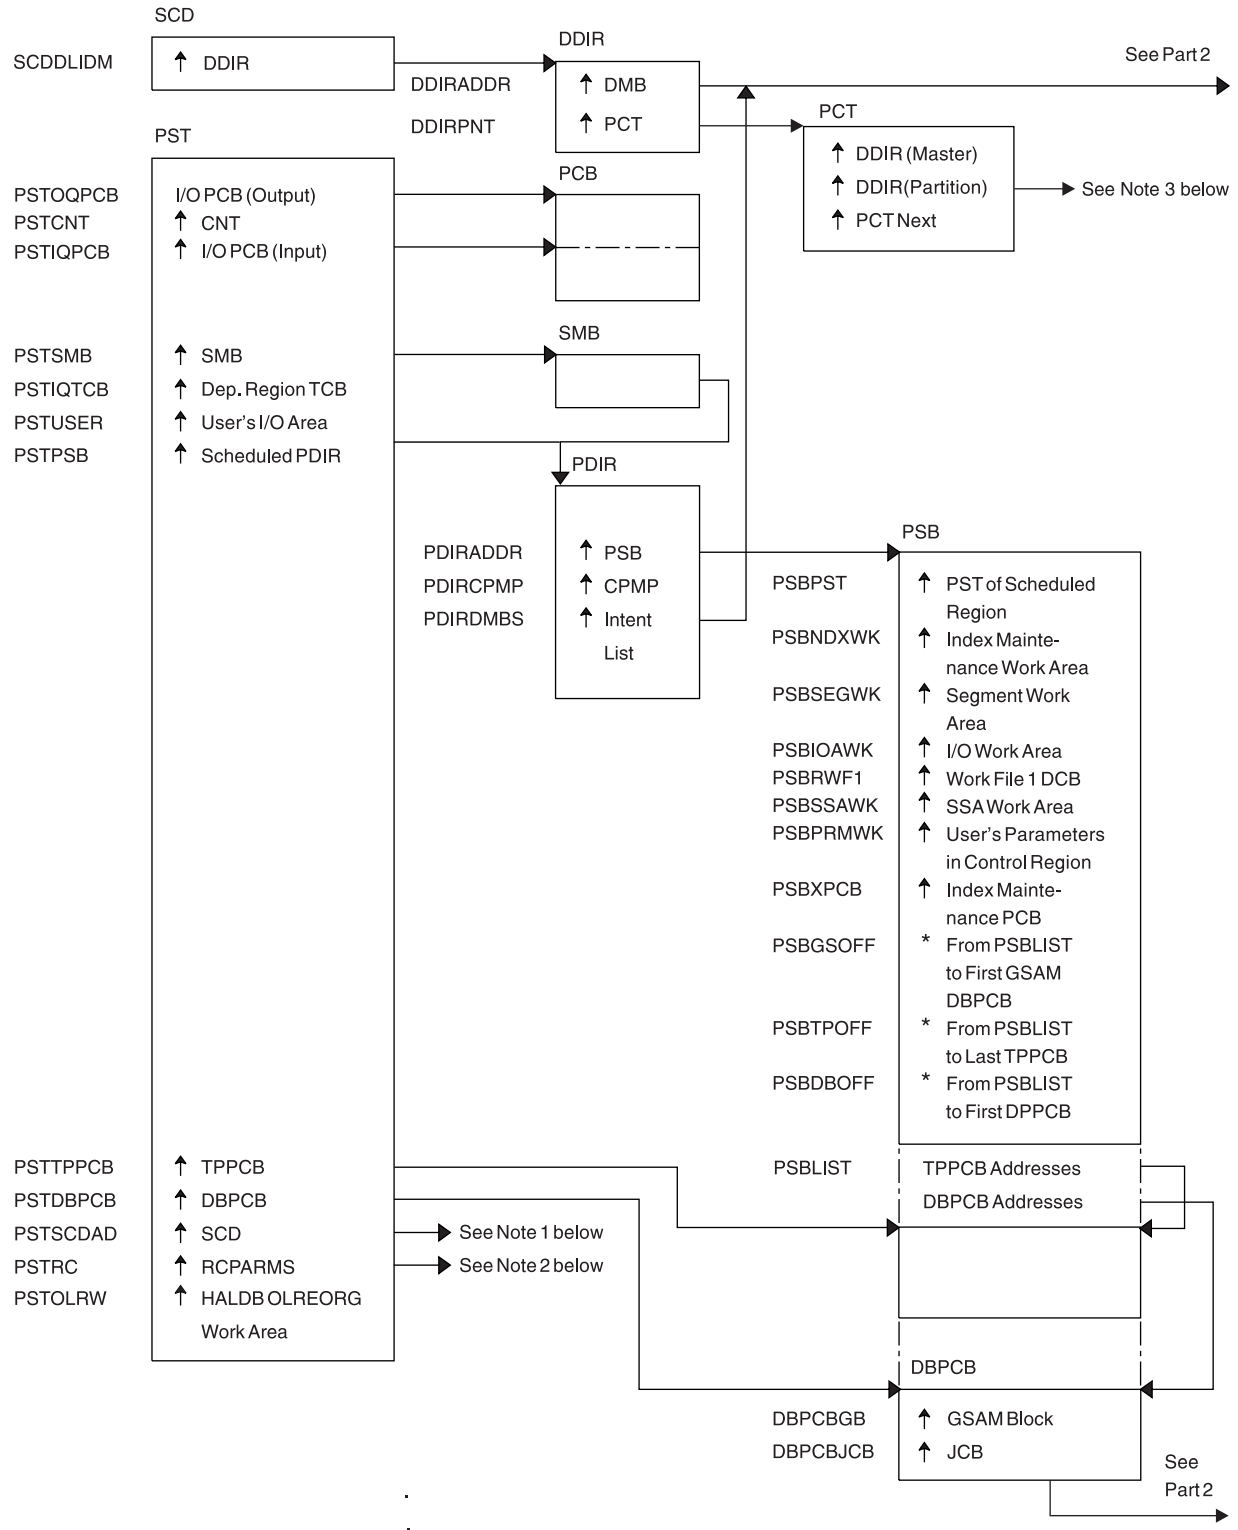 SCD
SCDDLIDM ↑ DDIR
DDIR
DDIRADDR ↑ DMB
DDIRPNT ↑ PCT
See Part 2
PCT
↑ DDIR (Master)
↑ DDIR (Partition)
↑ PCT Next
See Note 3 below
PST
PSTOQPCB I/O PCB (Output)
PSTCNT ↑ CNT
PSTIQPCB ↑ I/O PCB (Input)
PCB
PSTSMB ↑ SMB
PSTIQTCB ↑ Dep. Region TCB
PSTUSER ↑ User's I/O Area
PSTPSB ↑ Scheduled PDIR
SMB
PDIR
PDIRADDR ↑ PSB
PDIRCPMP ↑ CPMP
PDIRDMBS ↑ Intent
List
PSB
PSBPST ↑ PST of Scheduled
Region
PSBNDXWK ↑ Index Mainte-
nance Work Area
PSBSEGWK ↑ Segment Work
Area
PSBIOAWK ↑ I/O Work Area
PSBRWF1 ↑ Work File 1 DCB
PSBSSAWK ↑ SSA Work Area
PSBPRMWK ↑ User's Parameters
in Control Region
PSBXPCB ↑ Index Mainte-
nance PCB
PSBGSOFF * From PSBLIST
to First GSAM
DBPCB
PSBTPOFF * From PSBLIST
to Last TPPCB
PSBDBOFF * From PSBLIST
to First DPPCB
PSTTPPCB ↑ TPPCB
PSTDBPCB ↑ DBPCB
PSTSCDAD ↑ SCD
See Note 1 below
PSTRC ↑ RCPARMS
See Note 2 below
PSTOLRW ↑ HALDB OLREORG
Work Area
PSBLIST TPPCB Addresses
DBPCB Addresses
DBPCB
DBPCBGB ↑ GSAM Block
DBPCBJCB ↑ JCB
See
Part 2